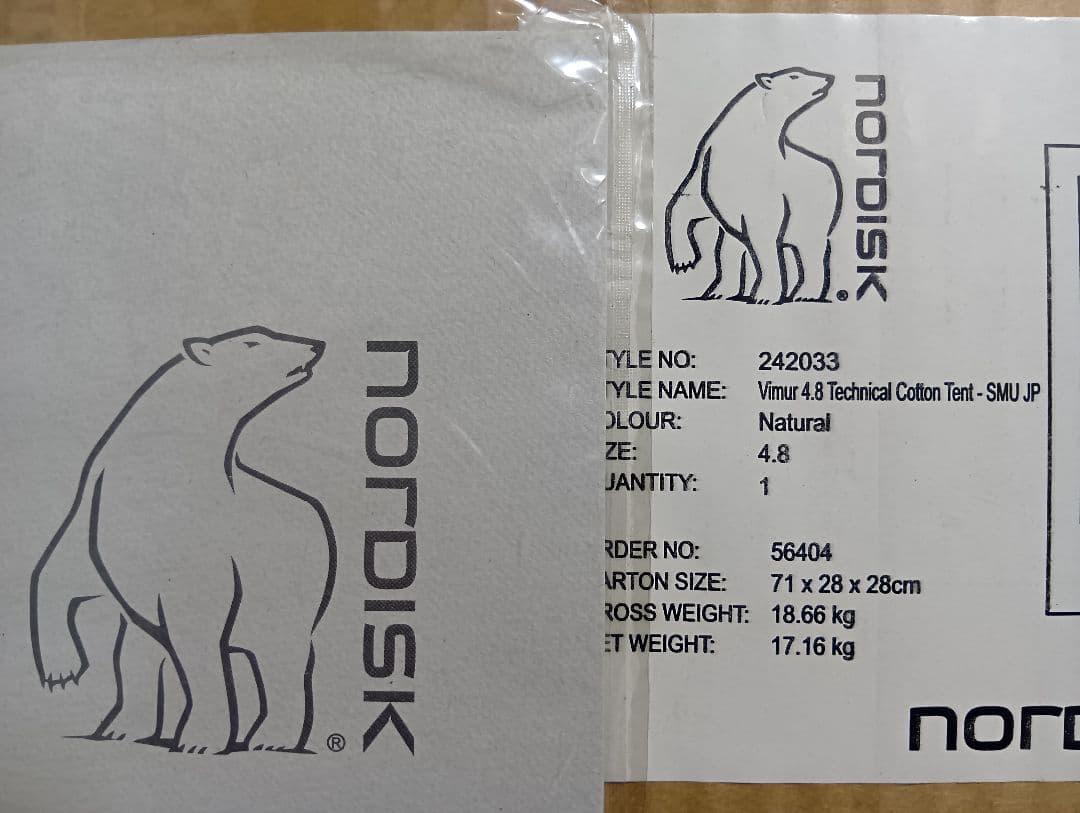 NORDISK
®
NORDISK
®
TYLE NO: 242033
TYLE NAME: Vimur 4.8 Technical Cotton Tent - SMU JP
OLOUR: Natural
ZE: 4.8
UANTITY: 1
RDER NO: 56404
ARTON SIZE: 71 x 28 x 28cm
ROSS WEIGHT: 18.66 kg
ET WEIGHT: 17.16 kg
NORD